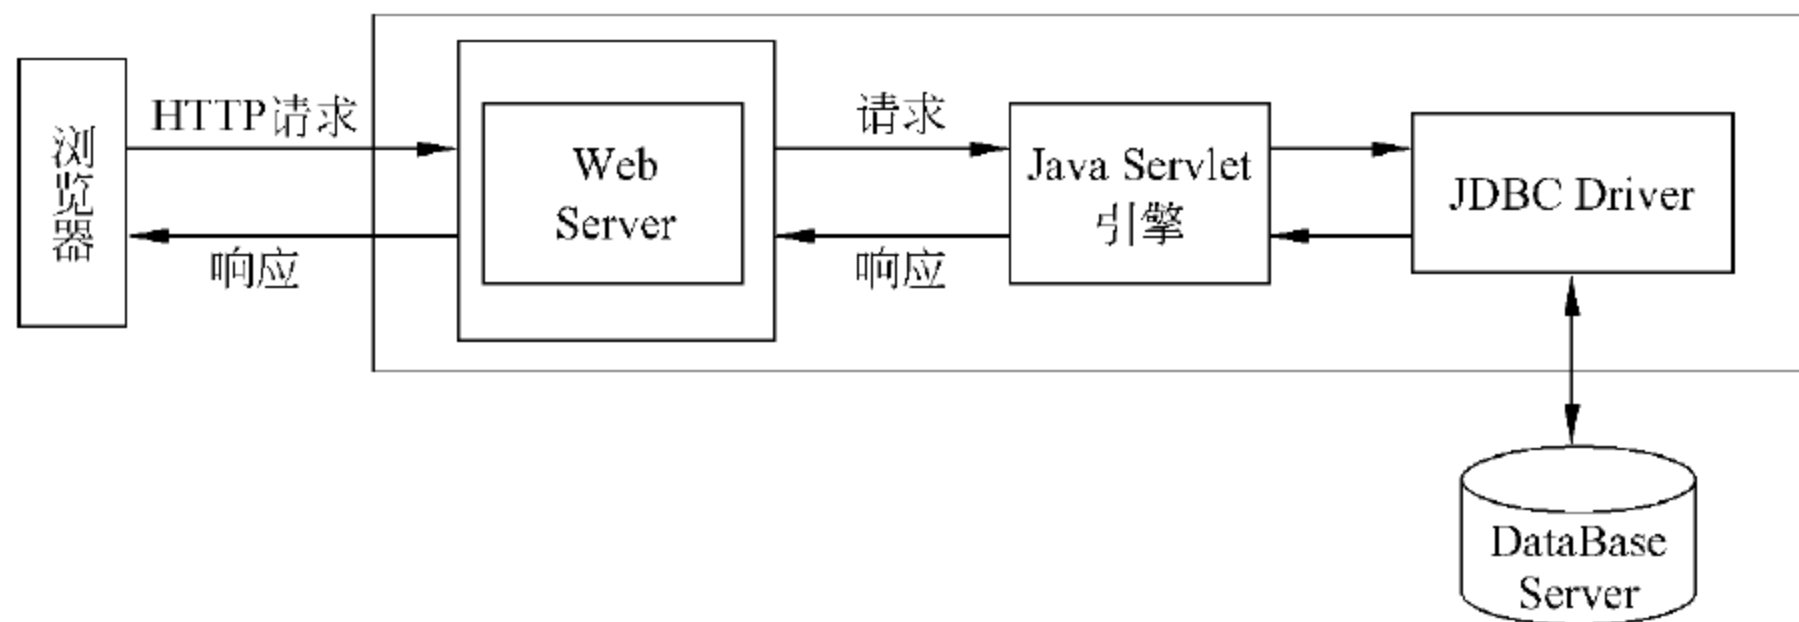 浏览器
HTTP请求
响应
Web
Server
请求
响应
Java Servlet
引擎
JDBC Driver
DataBase
Server